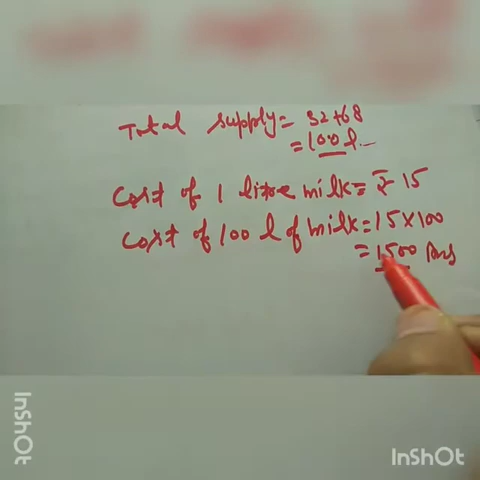 Total supply = 32+68
= 100 l
Cost of 1 litre milk = ₹ 15
Cost of 100 l of milk = 15 × 100
= 1500 Ans
InShOt
InShOt